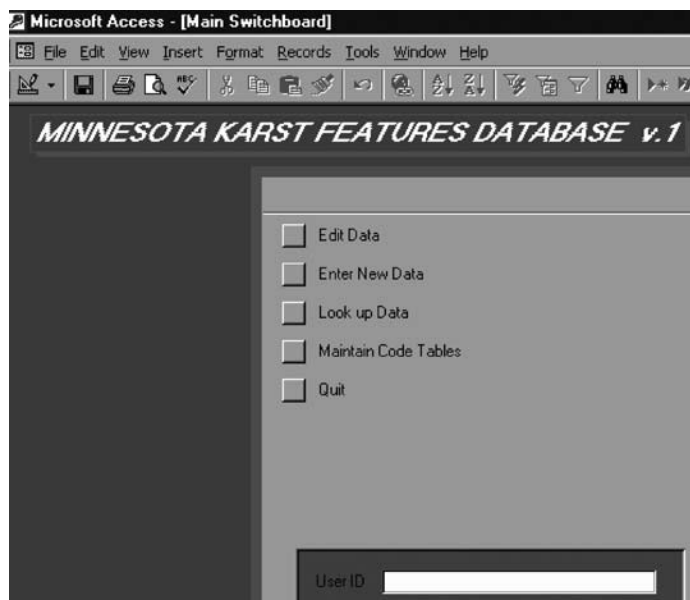 Microsoft Access - [Main Switchboard]
File Edit View Insert Format Records Tools Window Help
MINNESOTA KARST FEATURES DATABASE v.1
Edit Data
Enter New Data
Look up Data
Maintain Code Tables
Quit
User ID